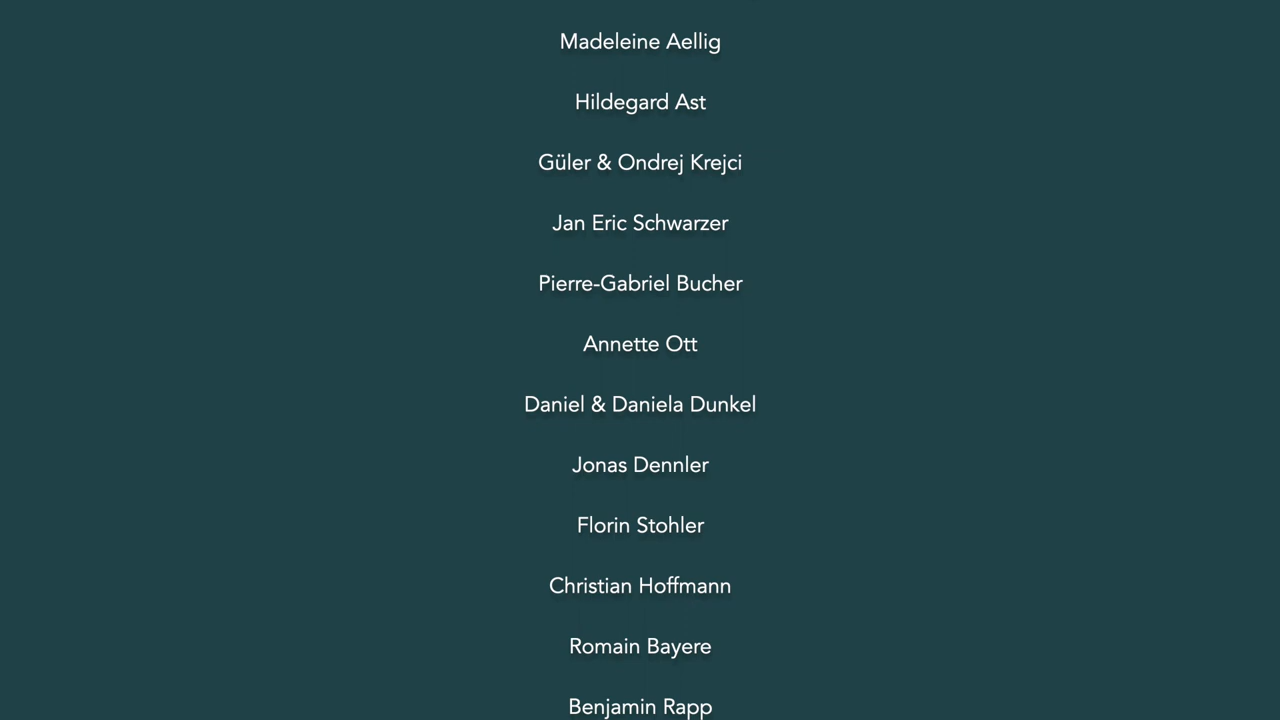 Madeleine Aellig
Hildegard Ast
Güler & Ondrej Krejci
Jan Eric Schwarzer
Pierre-Gabriel Bucher
Annette Ott
Daniel & Daniela Dunkel
Jonas Dennler
Florin Stohler
Christian Hoffmann
Romain Bayere
Benjamin Rapp